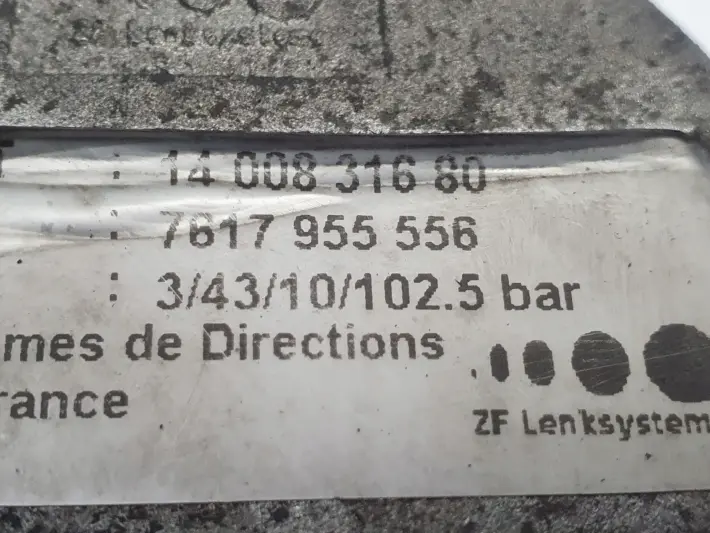 : 14 008 316 80
: 7617 955 556
: 3/43/10/102.5 bar
mes de Directions
rance
ZF Lenksystem